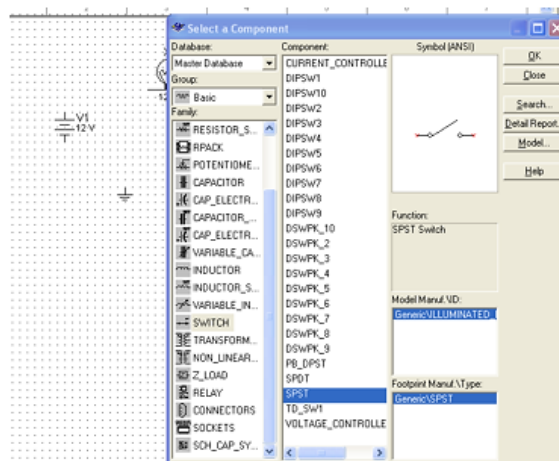 Select a Component
Database:
Master Database
Group:
Basic
Family:
RESISTOR_S...
RPACK
POTENTIOME...
CAPACITOR
CAP_ELECTR...
CAPACITOR_...
CAP_ELECTR...
VARIABLE_CA...
INDUCTOR
INDUCTOR_S...
VARIABLE_IN...
SWITCH
TRANSFORM...
NON_LINEAR...
Z_LOAD
RELAY
CONNECTORS
SOCKETS
SCH_CAP_SY...
Component:
CURRENT_CONTROLLE
DIPSW1
DIPSW10
DIPSW2
DIPSW3
DIPSW4
DIPSW5
DIPSW6
DIPSW7
DIPSW8
DIPSW9
DSWPK_10
DSWPK_2
DSWPK_3
DSWPK_4
DSWPK_5
DSWPK_6
DSWPK_7
DSWPK_8
DSWPK_9
PB_DPST
SPDT
SPST
TD_SW1
VOLTAGE_CONTROLLE
Symbol (ANSI)
Function:
SPST Switch
Model Manuf.\ID:
Generic\ILLUMINATED_
Footprint Manuf.\Type:
Generic\SPST
OK
Close
Search...
Detail Report.
Model...
Help
V1
12 V